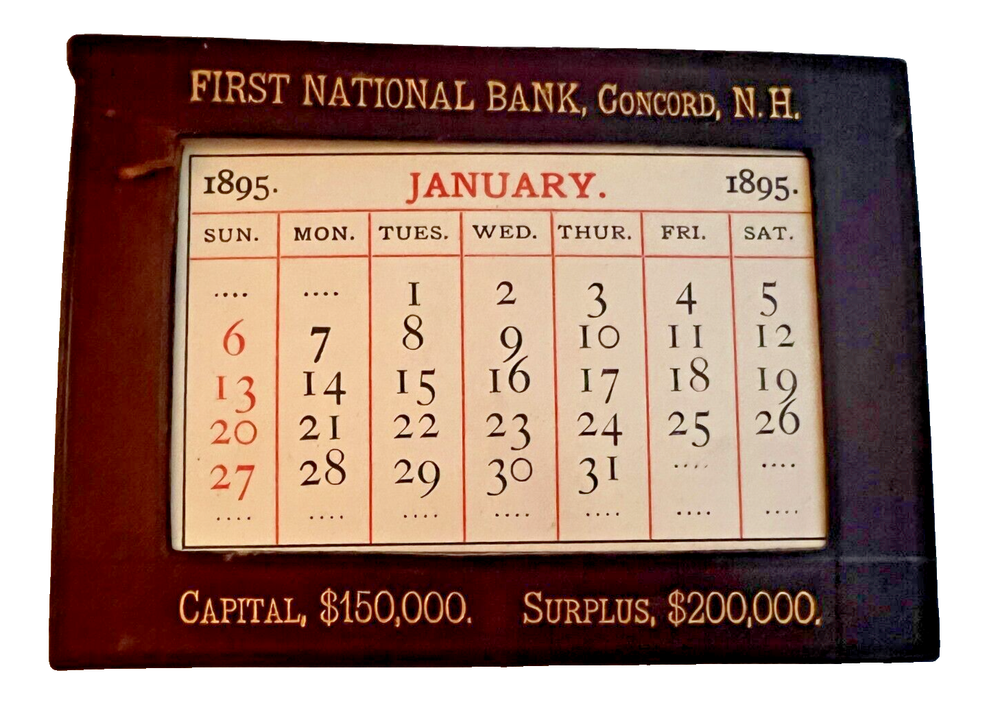 FIRST NATIONAL BANK, CONCORD, N.H.
1895. JANUARY. 1895.
SUN. MON. TUES. WED. THUR. FRI. SAT.
.... .... 1 2 3 4 5
6 7 8 9 10 11 12
13 14 15 16 17 18 19
20 21 22 23 24 25 26
27 28 29 30 31 .... ....
.... .... .... .... .... .... ....
CAPITAL, $150,000. SURPLUS, $200,000.